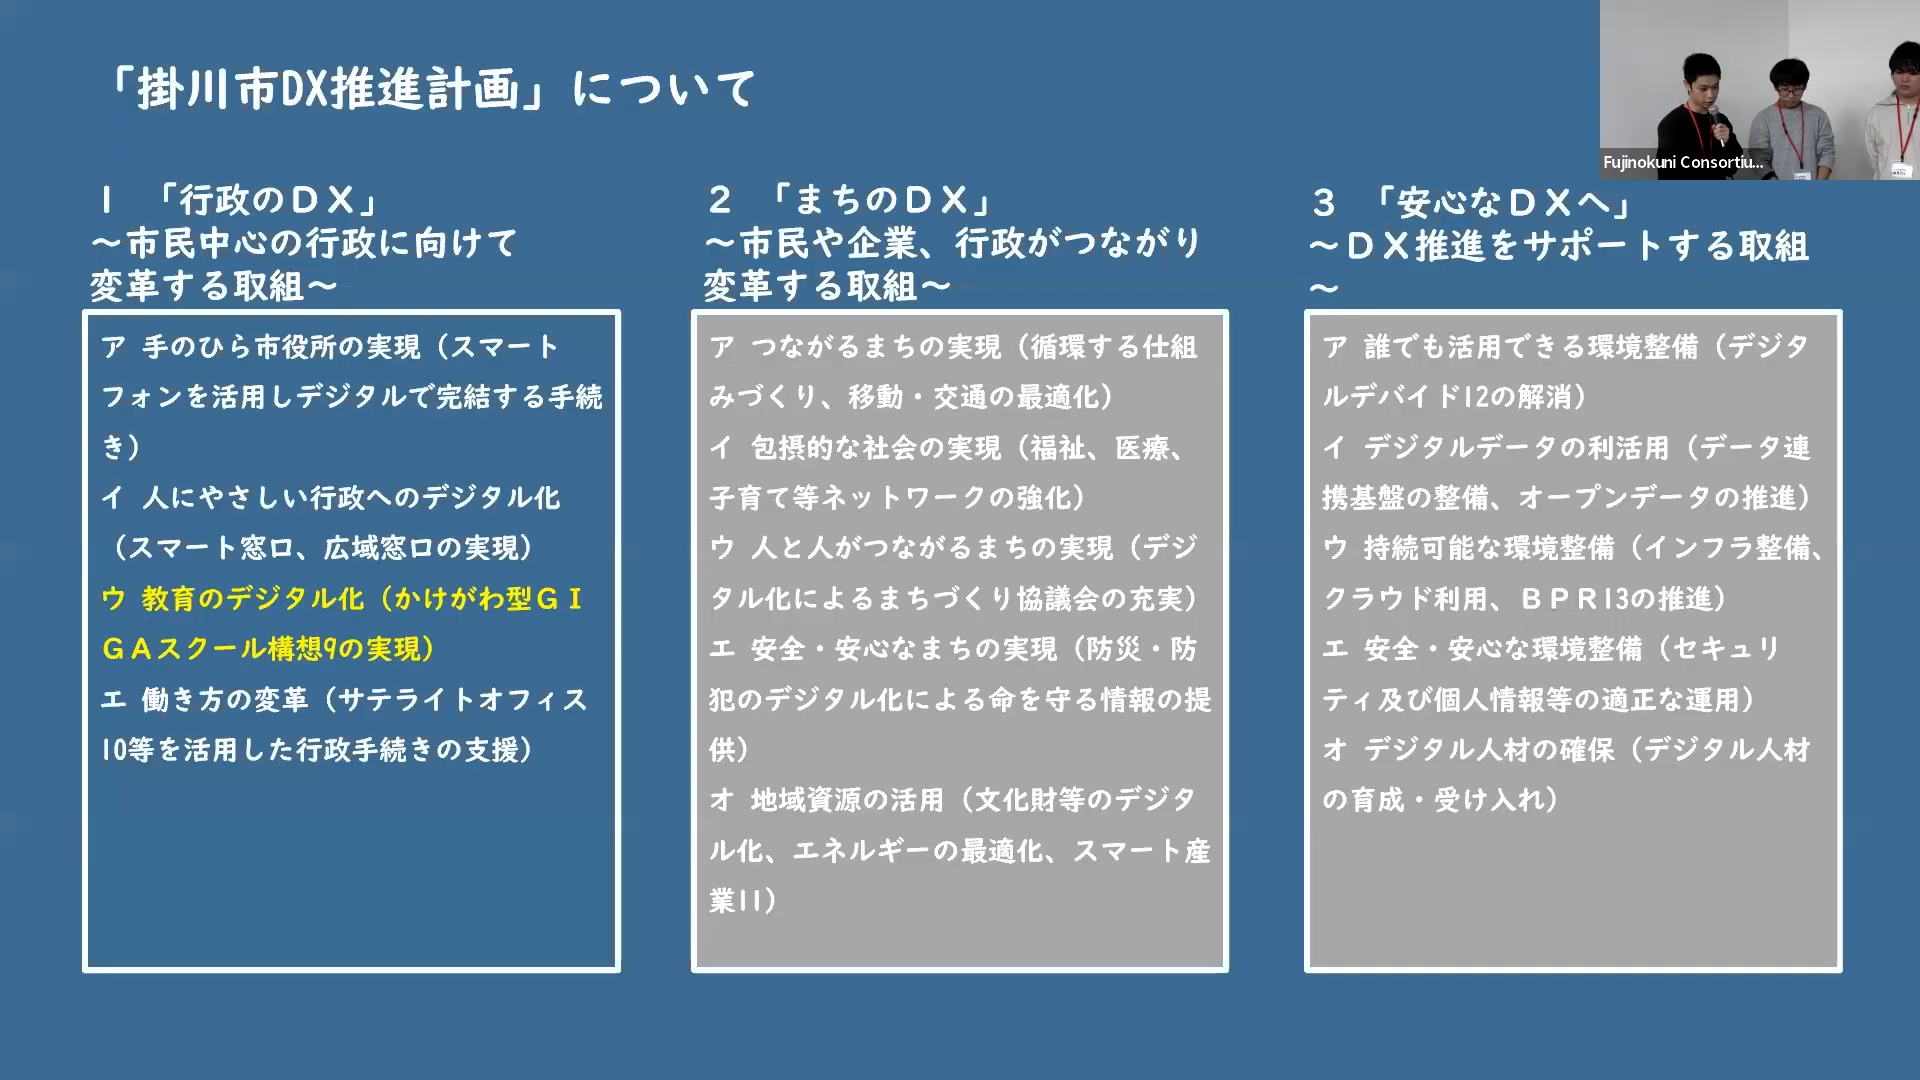 「掛川市DX推進計画」について
Fujinokuni Consortiu...
1 「行政のＤＸ」
～市民中心の行政に向けて
変革する取組～
ア 手のひら市役所の実現（スマート
フォンを活用しデジタルで完結する手続
き）
イ 人にやさしい行政へのデジタル化
（スマート窓口、広域窓口の実現）
ウ 教育のデジタル化（かけがわ型ＧＩ
ＧＡスクール構想9の実現）
エ 働き方の変革（サテライトオフィス
10等を活用した行政手続きの支援）
２ 「まちのＤＸ」
～市民や企業、行政がつながり
変革する取組～
ア つながるまちの実現（循環する仕組
みづくり、移動・交通の最適化）
イ 包摂的な社会の実現（福祉、医療、
子育て等ネットワークの強化）
ウ 人と人がつながるまちの実現（デジ
タル化によるまちづくり協議会の充実）
エ 安全・安心なまちの実現（防災・防
犯のデジタル化による命を守る情報の提
供）
オ 地域資源の活用（文化財等のデジタ
ル化、エネルギーの最適化、スマート産
業11）
３ 「安心なＤＸへ」
～ＤＸ推進をサポートする取組
～
ア 誰でも活用できる環境整備（デジタ
ルデバイド12の解消）
イ デジタルデータの利活用（データ連
携基盤の整備、オープンデータの推進）
ウ 持続可能な環境整備（インフラ整備、
クラウド利用、ＢＰＲ13の推進）
エ 安全・安心な環境整備（セキュリ
ティ及び個人情報等の適正な運用）
オ デジタル人材の確保（デジタル人材
の育成・受け入れ）